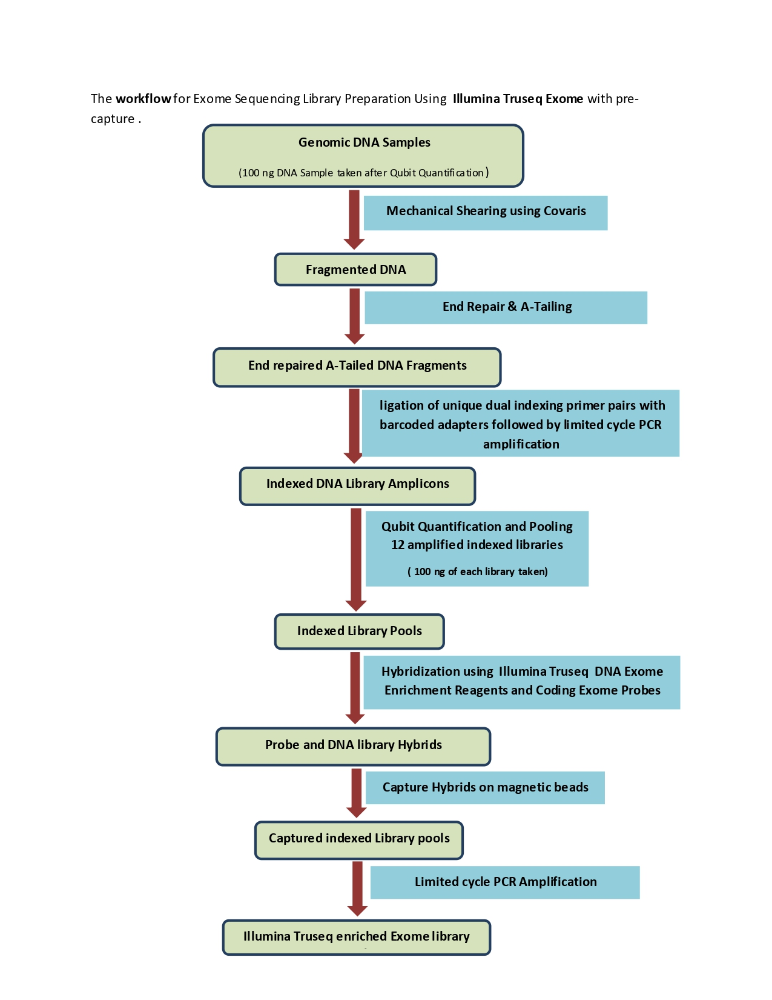 The workflow for Exome Sequencing Library Preparation Using Illumina Truseq Exome with pre-
capture .
Genomic DNA Samples
(100 ng DNA Sample taken after Qubit Quantification)
Mechanical Shearing using Covaris
Fragmented DNA
End Repair & A-Tailing
End repaired A-Tailed DNA Fragments
ligation of unique dual indexing primer pairs with
barcoded adapters followed by limited cycle PCR
amplification
Indexed DNA Library Amplicons
Qubit Quantification and Pooling
12 amplified indexed libraries
( 100 ng of each library taken)
Indexed Library Pools
Hybridization using Illumina Truseq DNA Exome
Enrichment Reagents and Coding Exome Probes
Probe and DNA library Hybrids
Capture Hybrids on magnetic beads
Captured indexed Library pools
Limited cycle PCR Amplification
Illumina Truseq enriched Exome library